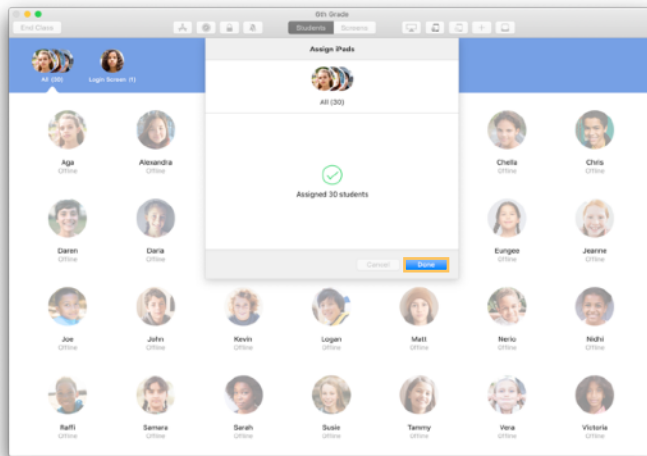 6th Grade
End Class
Students Screens
All (30) Login Screen (1)
Assign iPads
All (30)
Assigned 30 students
Cancel Done
Aga Alexandra Chella Chris
Offline Offline Offline Offline
Daren Daria Eungee Jeanne
Offline Offline Offline Offline
Joe John Kevin Logan Matt Nerio Nidhi
Offline Offline Offline Offline Offline Offline Offline
Raffi Samara Sarah Susie Tammy Vera Victoria
Offline Offline Offline Offline Offline Offline Offline